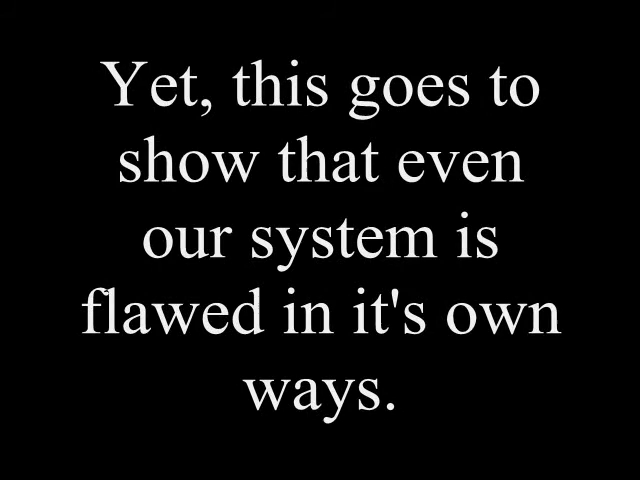 Yet, this goes to
show that even
our system is
flawed in it's own
ways.